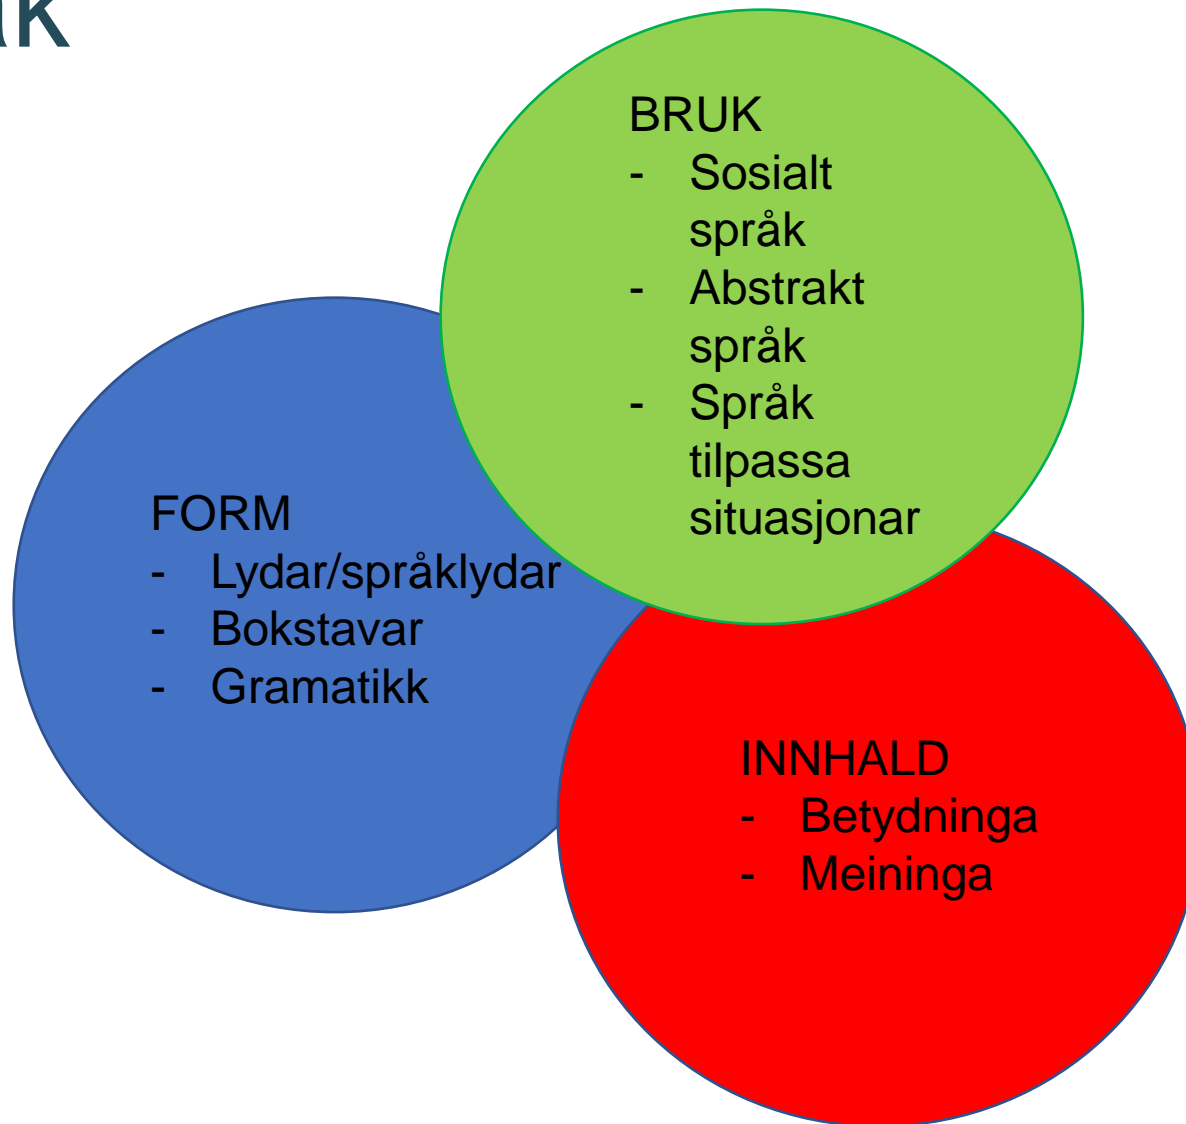 BRUK
- Sosialt
språk
- Abstrakt
språk
- Språk
tilpassa
situasjonar
FORM
- Lydar/språklydar
- Bokstavar
- Gramatikk
INNHALD
- Betydninga
- Meininga